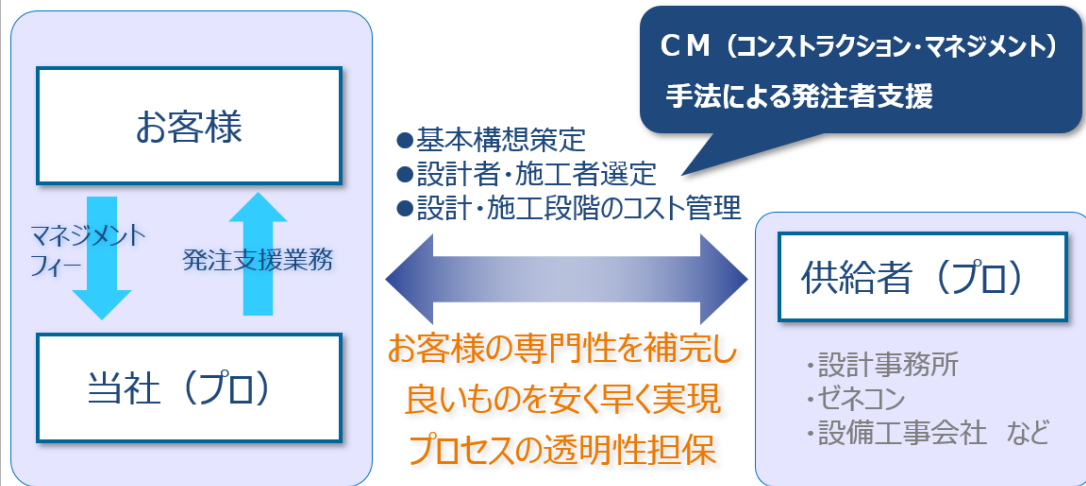 お客様
マネジメント
フィー
発注支援業務
当社（プロ）
CM（コンストラクション・マネジメント）
手法による発注者支援
●基本構想策定
●設計者・施工者選定
●設計・施工段階のコスト管理
お客様の専門性を補完し
良いものを安く早く実現
プロセスの透明性担保
供給者（プロ）
・設計事務所
・ゼネコン
・設備工事会社 など